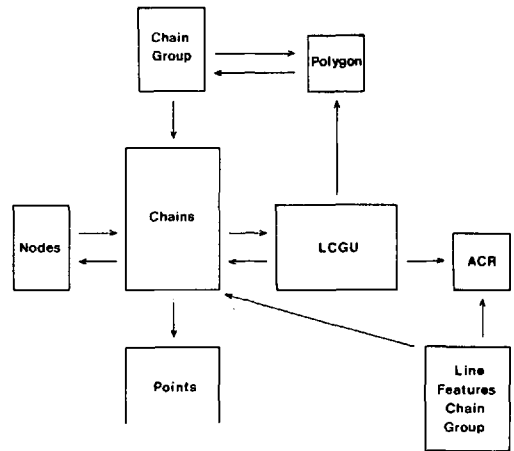 Chain
Group
Polygon
Nodes
Chains
LCGU
ACR
Points
Line
Features
Chain
Group